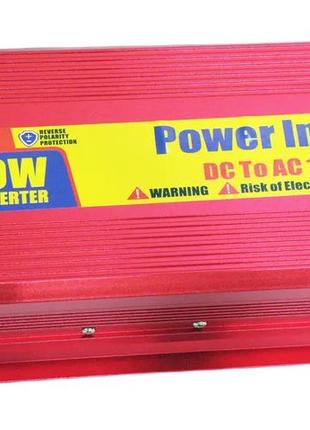 REVERSE
POLARITY
PROTECTION
0W
ERTER
Power In
DC To AC
WARNING
Risk of Elec